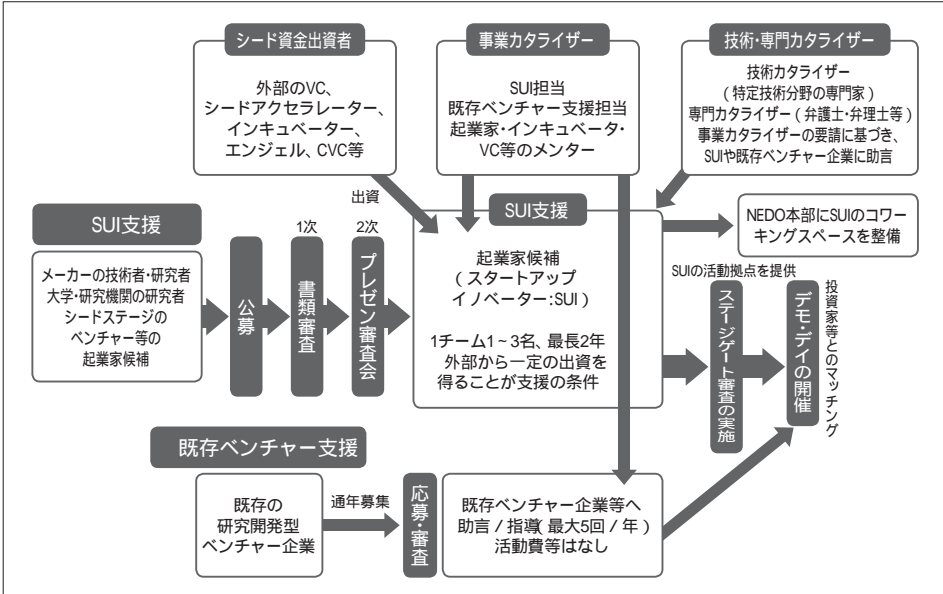 シード資金出資者
外部のVC、
シードアクセラレーター、
インキュベーター、
エンジェル、CVC等
事業カタライザー
SUI担当
既存ベンチャー支援担当
起業家・インキュベータ・
VC等のメンター
技術・専門カタライザー
技術カタライザー
(特定技術分野の専門家)
専門カタライザー(弁護士・弁理士等)
事業カタライザーの要請に基づき、
SUIや既存ベンチャー企業に助言
出資
SUI支援
メーカーの技術者・研究者
大学・研究機関の研究者
シードステージの
ベンチャー等の
起業家候補
公募
1次
書類審査
2次
プレゼン審査会
SUI支援
起業家候補
(スタートアップ
イノベーター:SUI)
1チーム1~3名、最長2年
外部から一定の出資を
得ることが支援の条件
NEDO本部にSUIのコワー
キングスペースを整備
SUIの活動拠点を提供
ステージゲート審査の実施
デモ・デイの開催
投資家等とのマッチング
既存ベンチャー支援
既存の
研究開発型
ベンチャー企業
通年募集
応募・審査
既存ベンチャー企業等へ
助言/指導(最大5回/年)
活動費等はなし